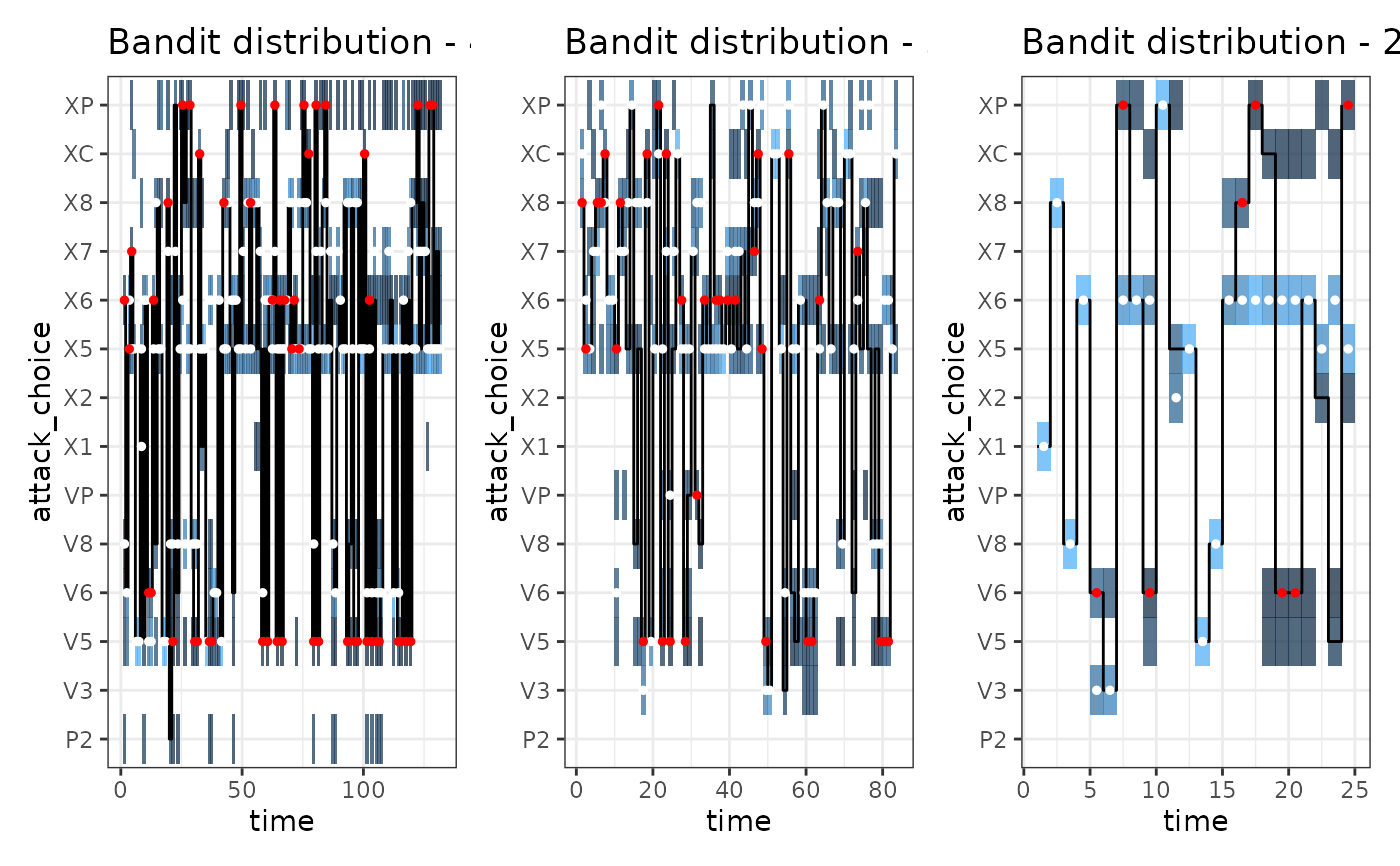 Bandit distribution -
Bandit distribution -
Bandit distribution - 2
attack_choice
XP
XC
X8
X7
X6
X5
X2
X1
VP
V8
V6
V5
V3
P2
0 50 100
time
attack_choice
XP
XC
X8
X7
X6
X5
X2
X1
VP
V8
V6
V5
V3
P2
0 20 40 60 80
time
attack_choice
XP
XC
X8
X7
X6
X5
X2
X1
VP
V8
V6
V5
V3
P2
0 5 10 15 20 25
time